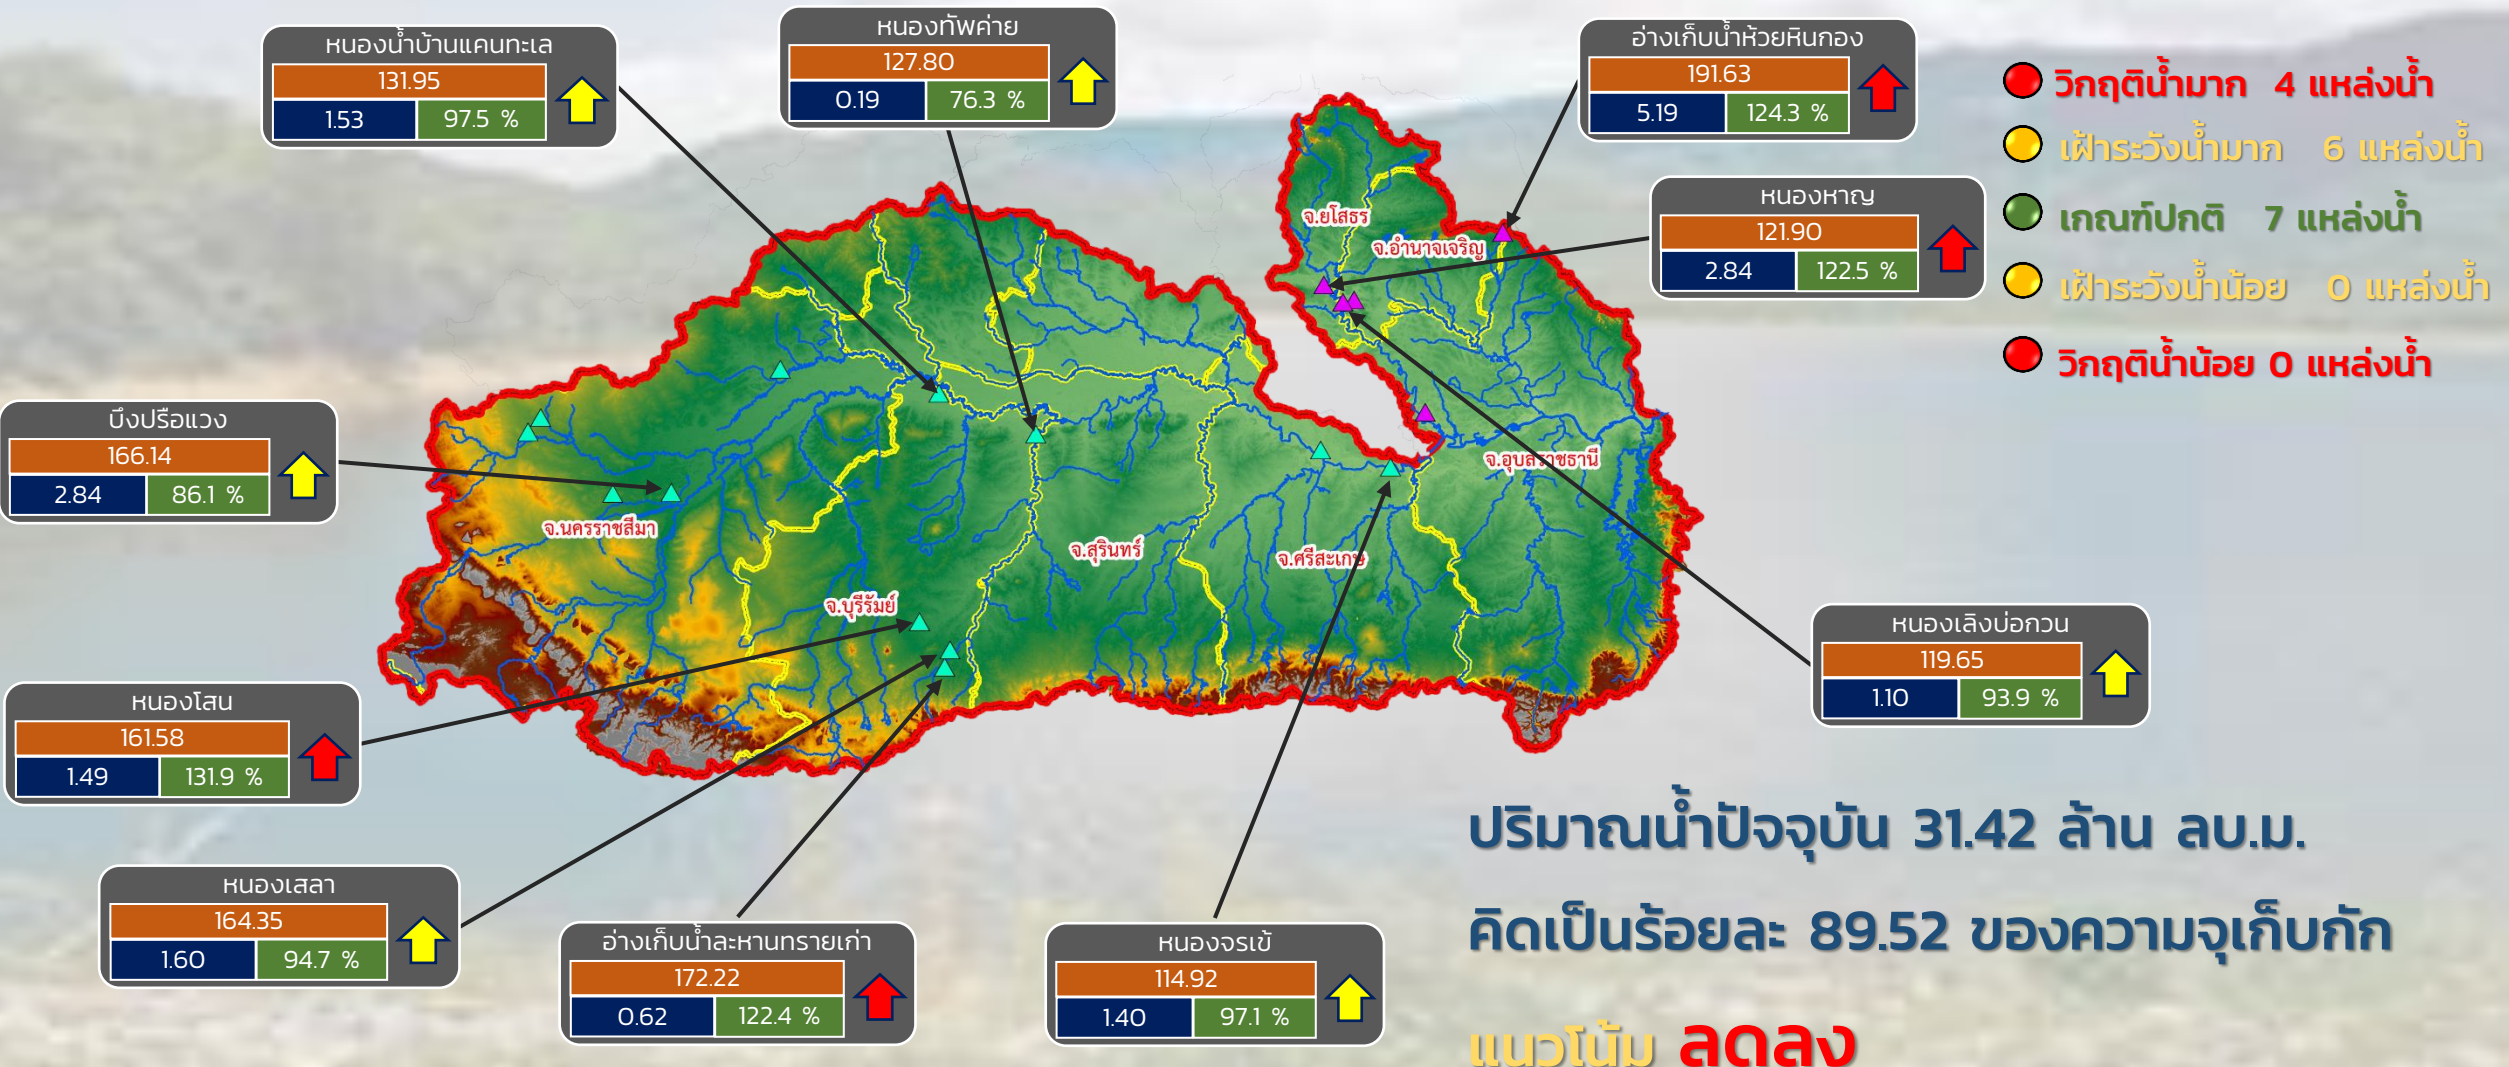 หนองน้ำบ้านแคนทะเล
131.95
1.53 97.5 %
หนองทัพค่าย
127.80
0.19 76.3 %
อ่างเก็บน้ำห้วยหินกอง
191.63
5.19 124.3 %
วิกฤติน้ำมาก 4 แหล่งน้ำ
เฝ้าระวังน้ำมาก 6 แหล่งน้ำ
เกณฑ์ปกติ 7 แหล่งน้ำ
เฝ้าระวังน้ำน้อย 0 แหล่งน้ำ
วิกฤติน้ำน้อย 0 แหล่งน้ำ
หนองหาญ
121.90
2.84 122.5 %
จ.ยโสธร
จ.อำนาจเจริญ
บึงปรือแวง
166.14
2.84 86.1 %
จ.อุบลราชธานี
จ.นครราชสีมา
จ.สุรินทร์
จ.ศรีสะเกษ
จ.บุรีรัมย์
หนองเลิงบ่อกวน
119.65
1.10 93.9 %
หนองโสน
161.58
1.49 131.9 %
หนองเสลา
164.35
1.60 94.7 %
อ่างเก็บน้ำละหานทรายเก่า
172.22
0.62 122.4 %
หนองจรเข้
114.92
1.40 97.1 %
ปริมาณน้ำปัจจุบัน 31.42 ล้าน ลบ.ม.
คิดเป็นร้อยละ 89.52 ของความจุเก็บกัก
แนวโน้ม ลดลง